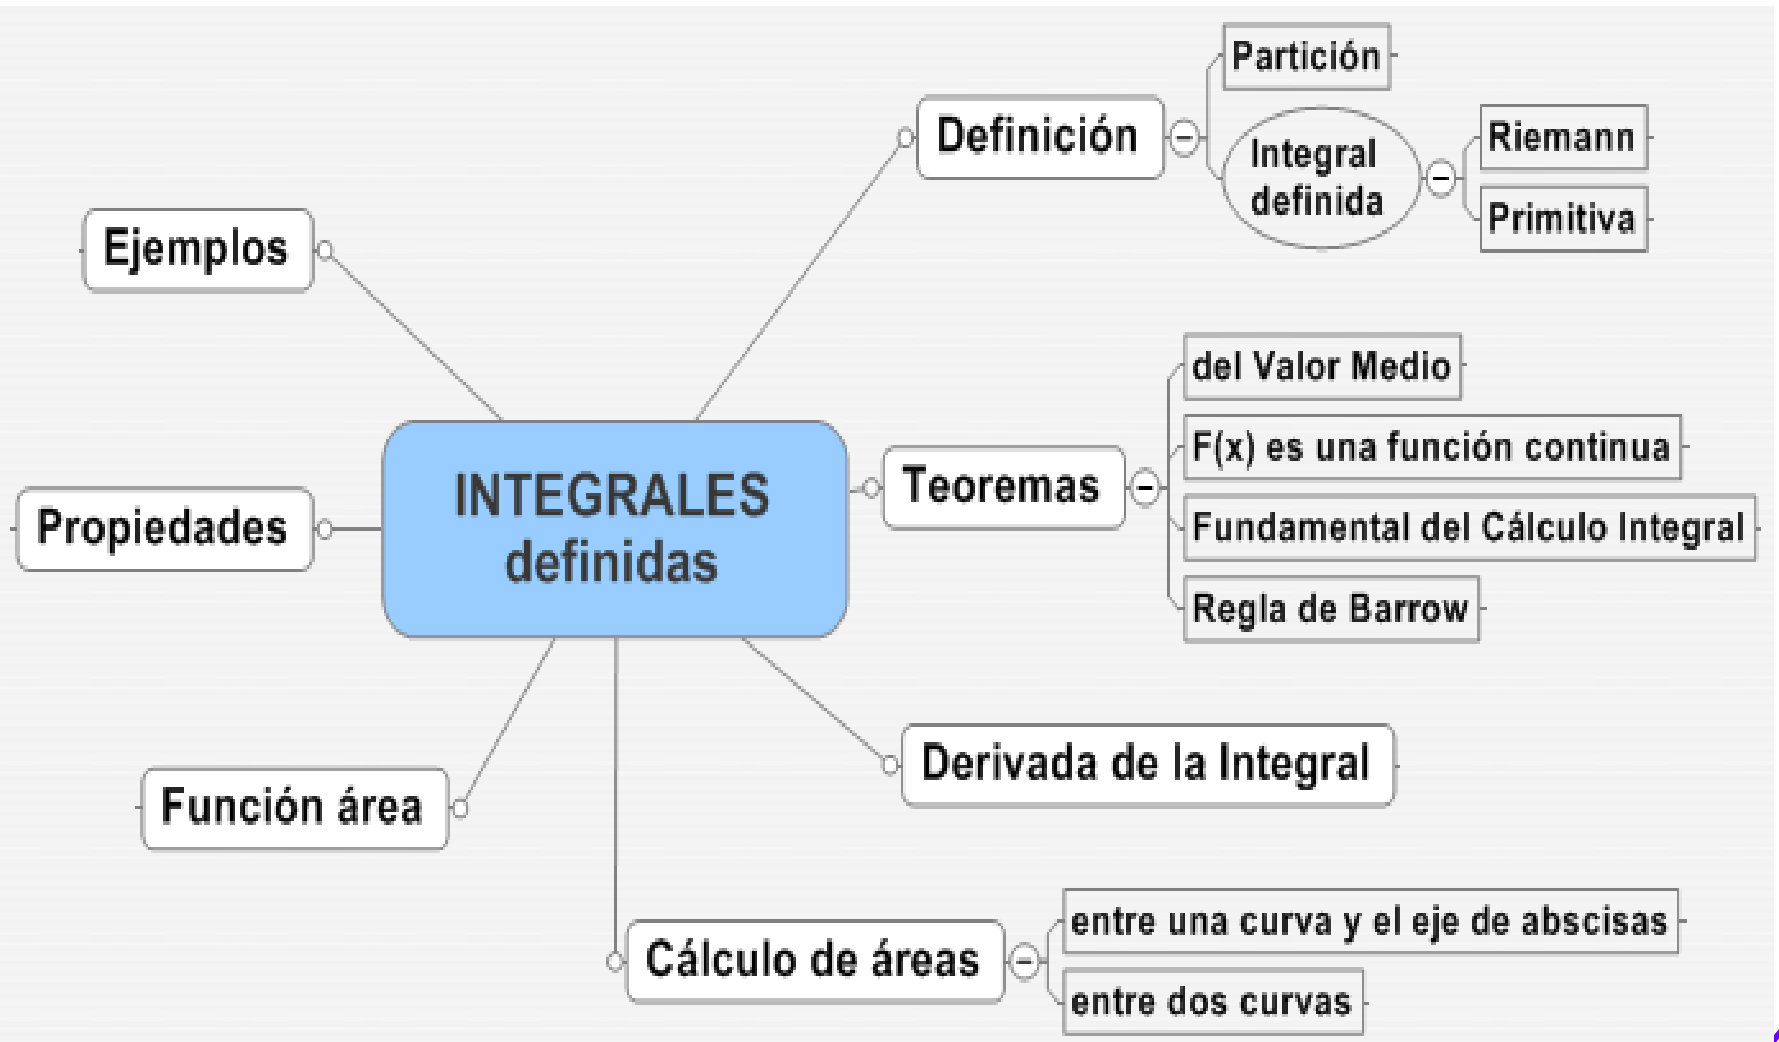 Partición
Definición
Integral
definida
Riemann
Primitiva
Ejemplos
del Valor Medio
F(x) es una función continua
Teoremas
Fundamental del Cálculo Integral
Regla de Barrow
INTEGRALES
definidas
Propiedades
Derivada de la Integral
Función área
Cálculo de áreas
entre una curva y el eje de abscisas
entre dos curvas